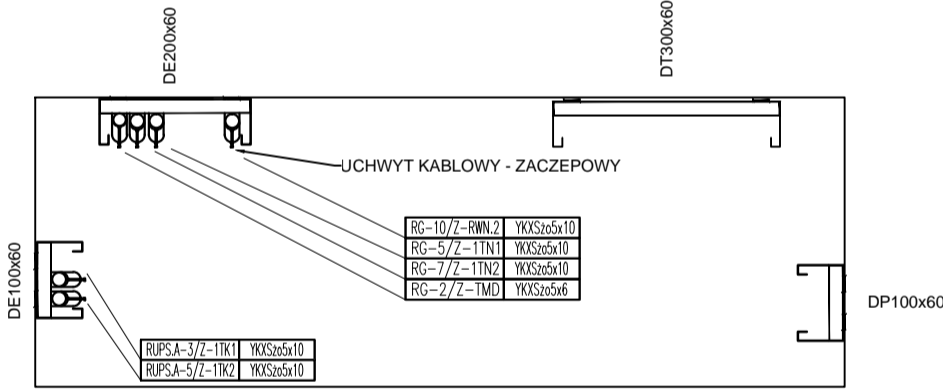 DE200x60
DT300x60
UCHWYT KABLOWY - ZACZEPOWY
RG-10/Z-RWN.2 YKXSżo5x10
RG-5/Z-1TN1 YKXSżo5x10
RG-7/Z-1TN2 YKXSżo5x10
RG-2/Z-TMD YKXSżo5x6
DE100x60
DP100x60
RUPS.A-3/Z-1TK1 YKXSżo5x10
RUPS.A-5/Z-1TK2 YKXSżo5x10